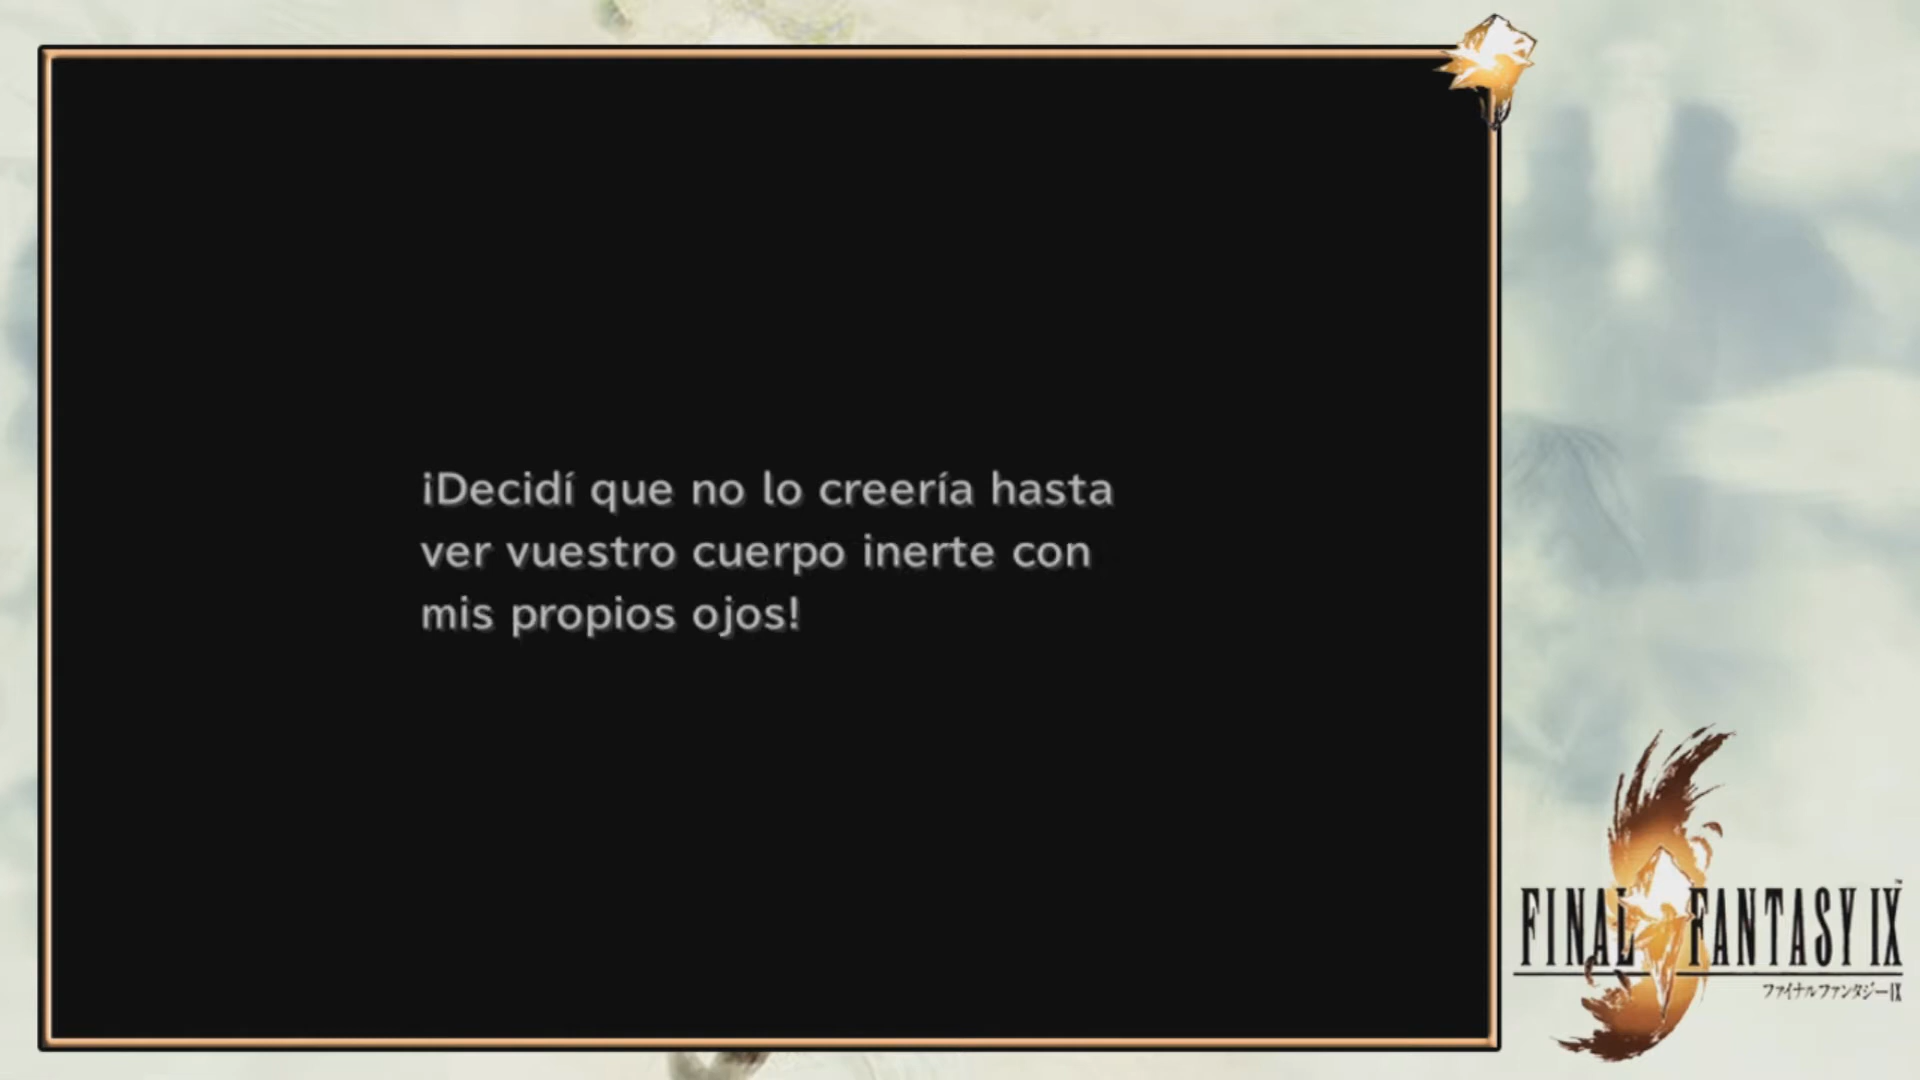 ¡Decidí que no lo creería hasta
ver vuestro cuerpo inerte con
mis propios ojos!
FINAL FANTASY IX
ファイナルファンタジーIX